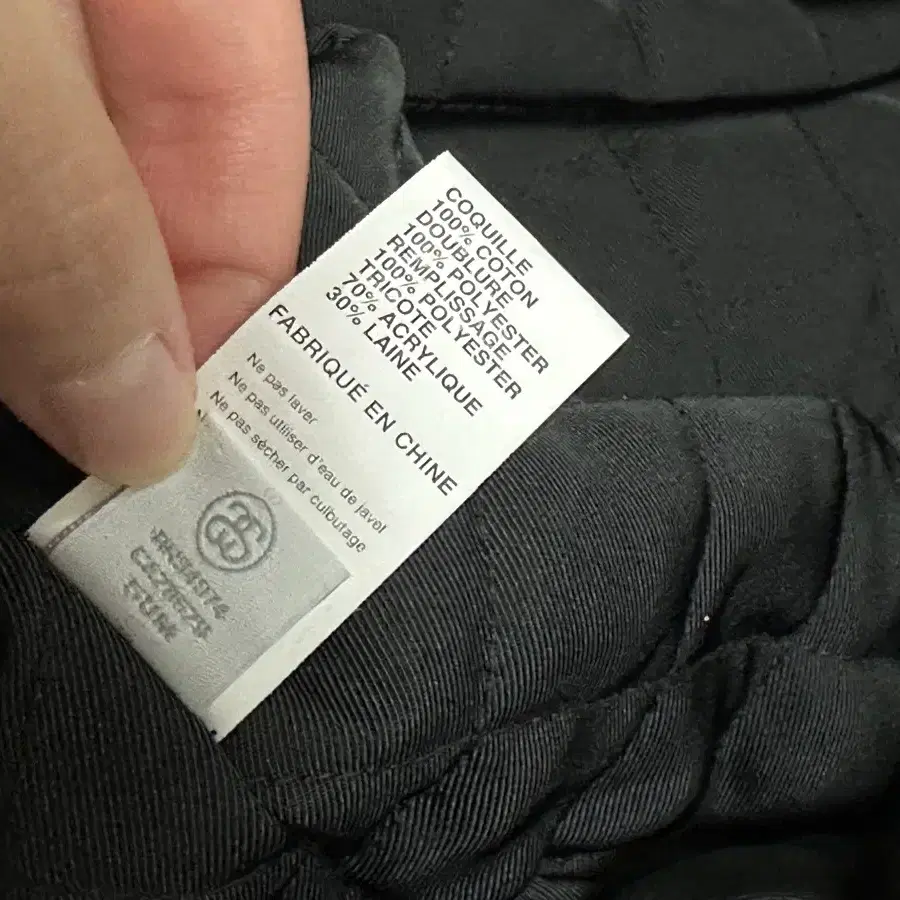 COQUILLE
100% COTON
DOUBLURE
100% POLYESTER
REMPLISSAGE
100% POLYESTER
TRICOTE
70% ACRYLIQUE
30% LAINE
FABRIQUÉ EN CHINE
Ne pas laver
Ne pas utiliser d'eau de javel
Ne pas sécher par culbutage